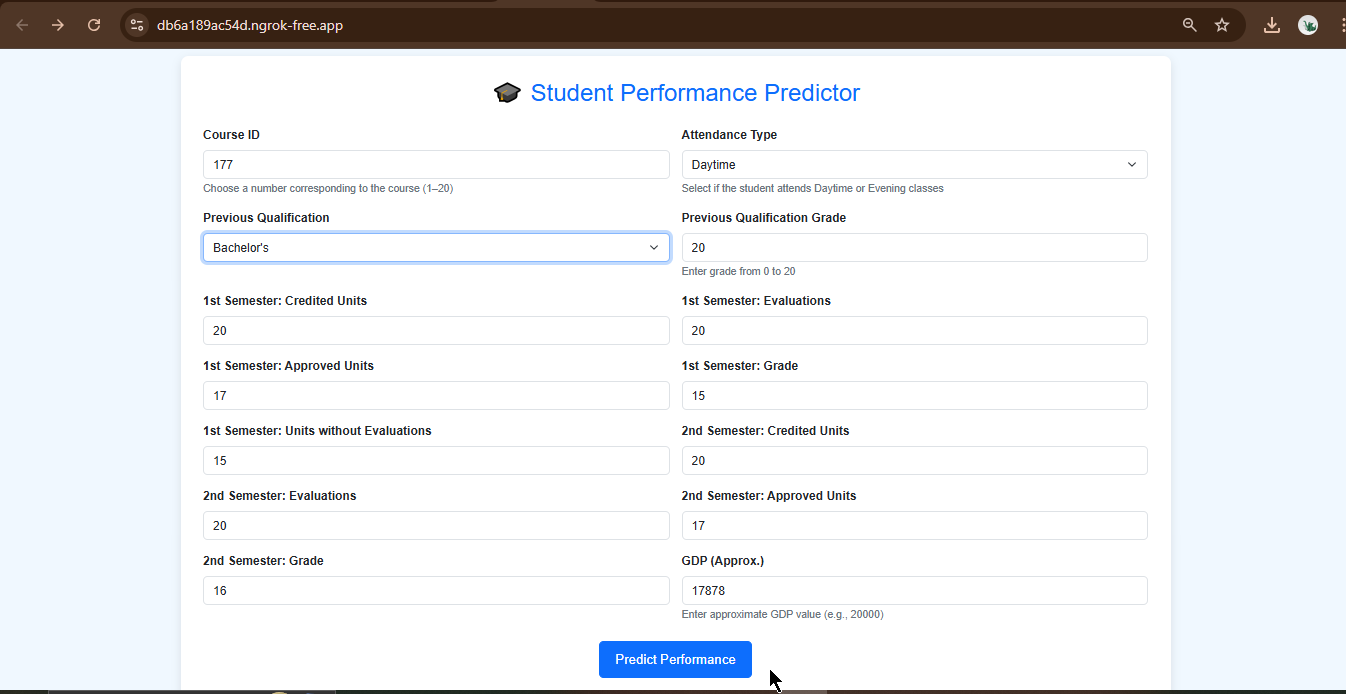 db6a189ac54d.ngrok-free.app
🎓 Student Performance Predictor
Course ID
177
Choose a number corresponding to the course (1–20)
Attendance Type
Daytime
Select if the student attends Daytime or Evening classes
Previous Qualification
Bachelor's
Previous Qualification Grade
20
Enter grade from 0 to 20
1st Semester: Credited Units
20
1st Semester: Evaluations
20
1st Semester: Approved Units
17
1st Semester: Grade
15
1st Semester: Units without Evaluations
15
2nd Semester: Credited Units
20
2nd Semester: Evaluations
20
2nd Semester: Approved Units
17
2nd Semester: Grade
16
GDP (Approx.)
17878
Enter approximate GDP value (e.g., 20000)
Predict Performance